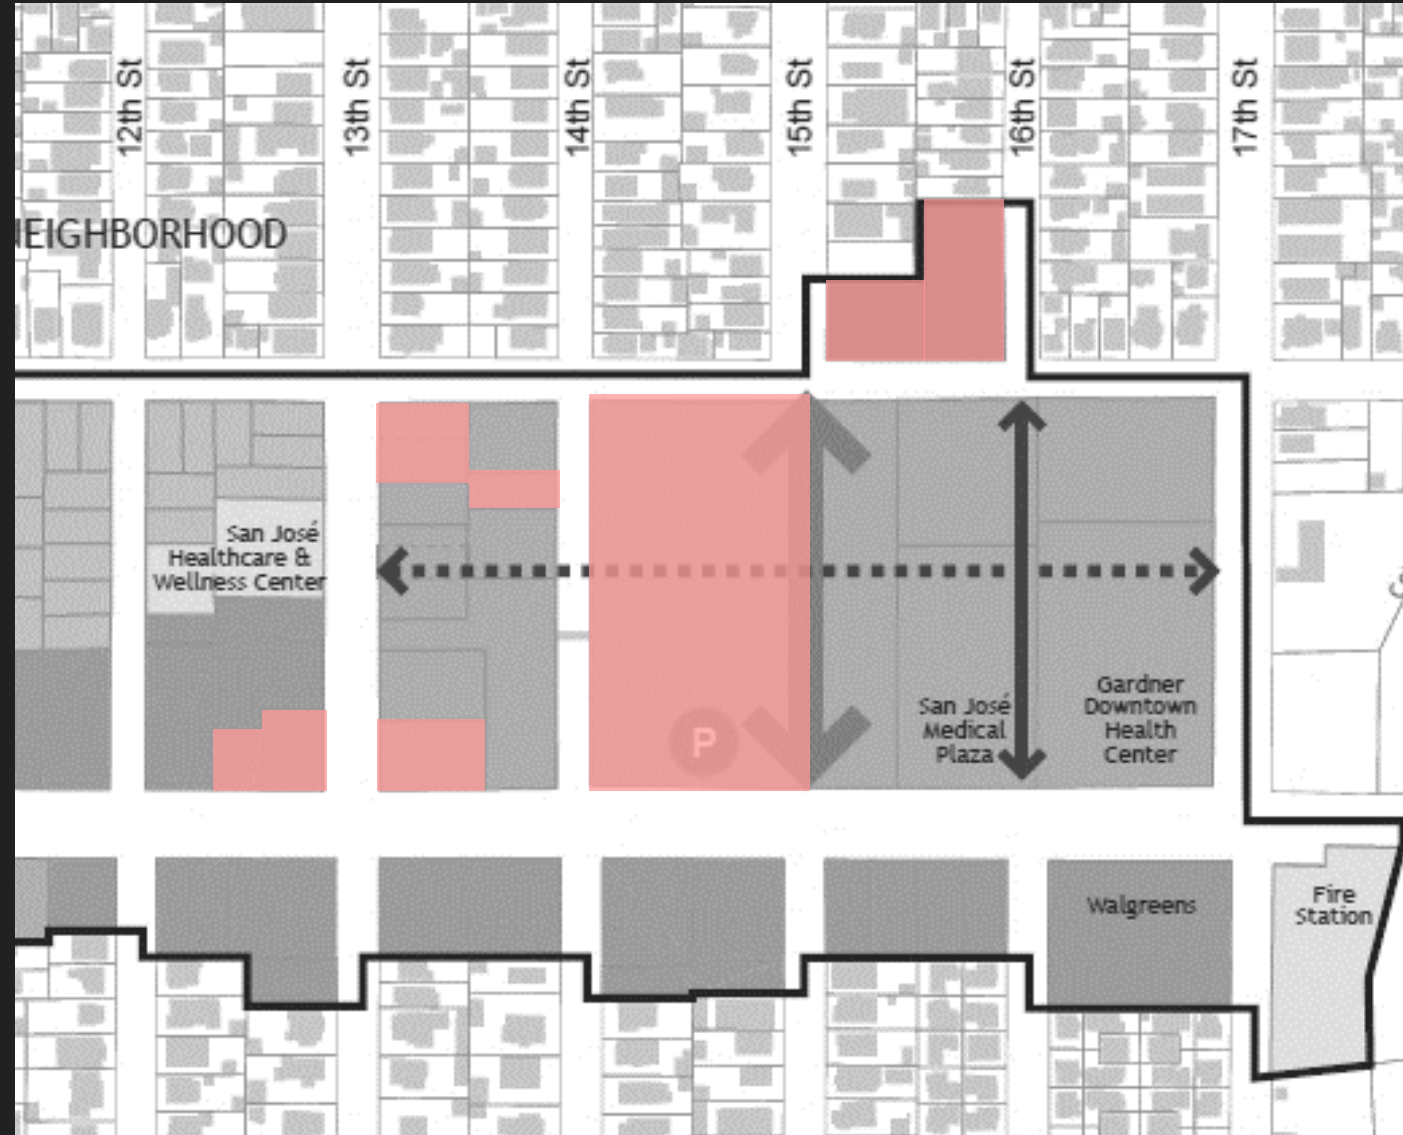 12th St
13th St
14th St
15th St
16th St
17th St
NEIGHBORHOOD
San José
Healthcare &
Wellness Center
P
San José
Medical
Plaza
Gardner
Downtown
Health
Center
Walgreens
Fire
Station